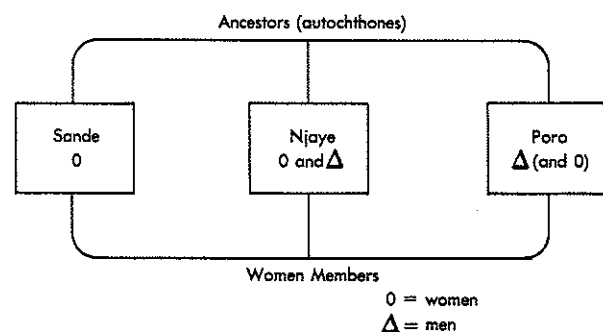 Ancestors (autochthones)
Sande
0
Njaye
0 and Δ
Poro
Δ (and 0)
Women Members
0 = women
Δ = men